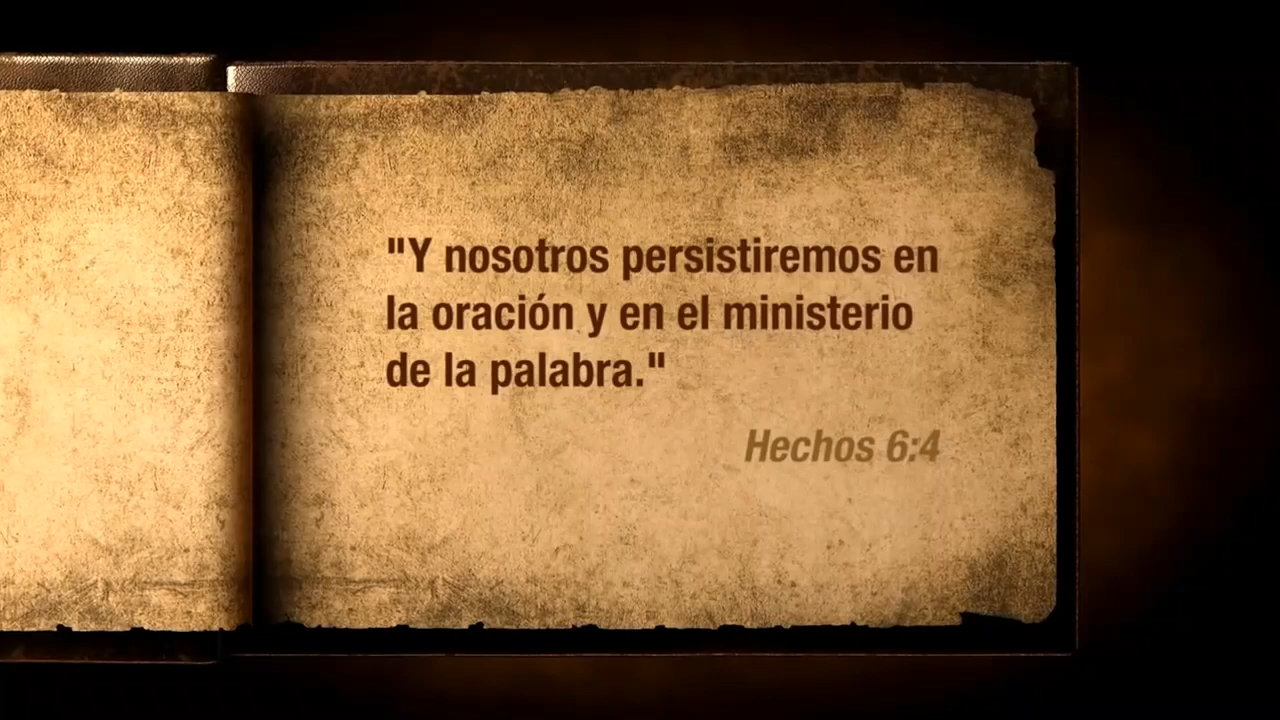 "Y nosotros persistiremos en
la oración y en el ministerio
de la palabra."
Hechos 6:4